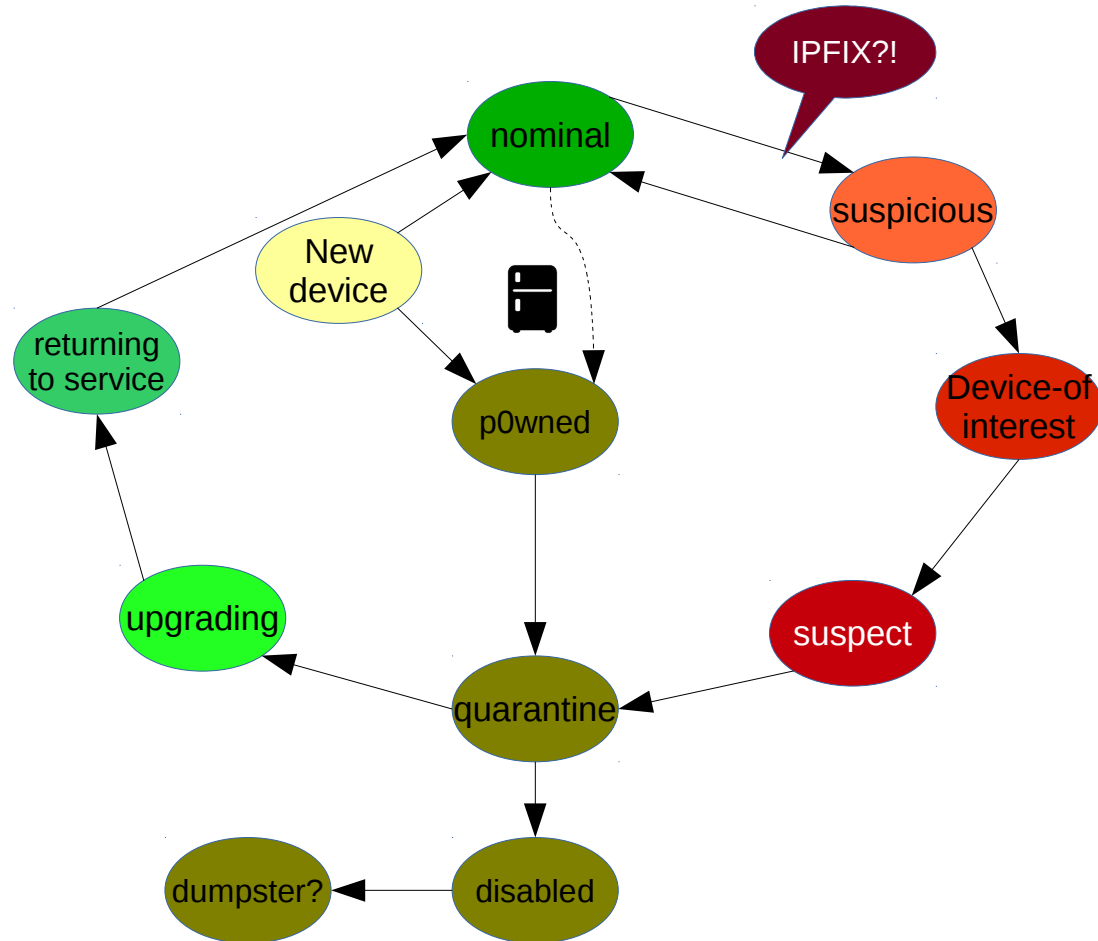 IPFIX?!
nominal
suspicious
New
device
returning
to service
Device-of
interest
p0wned
upgrading
suspect
quarantine
dumpster?
disabled